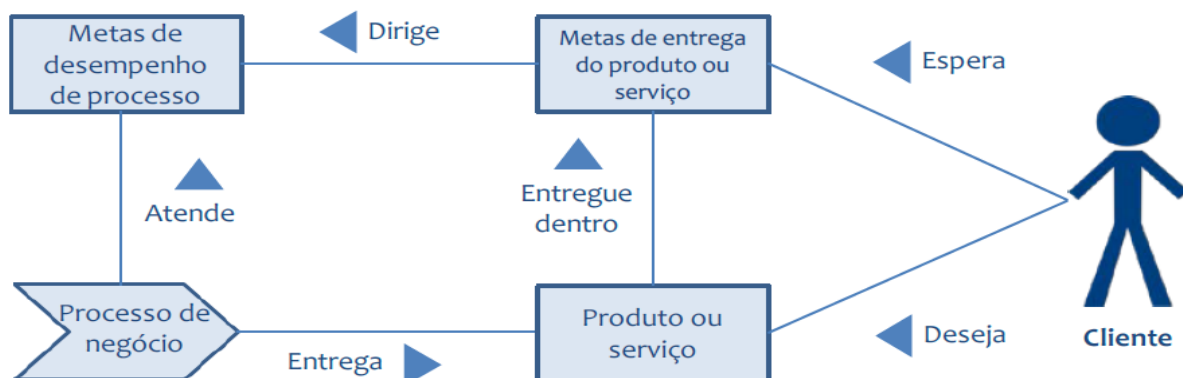 Metas de
desempenho
de processo
Dirige
Metas de entrega
do produto ou
serviço
Espera
Atende
Entregue
dentro
Processo de
negócio
Entrega
Produto ou
serviço
Deseja
Cliente